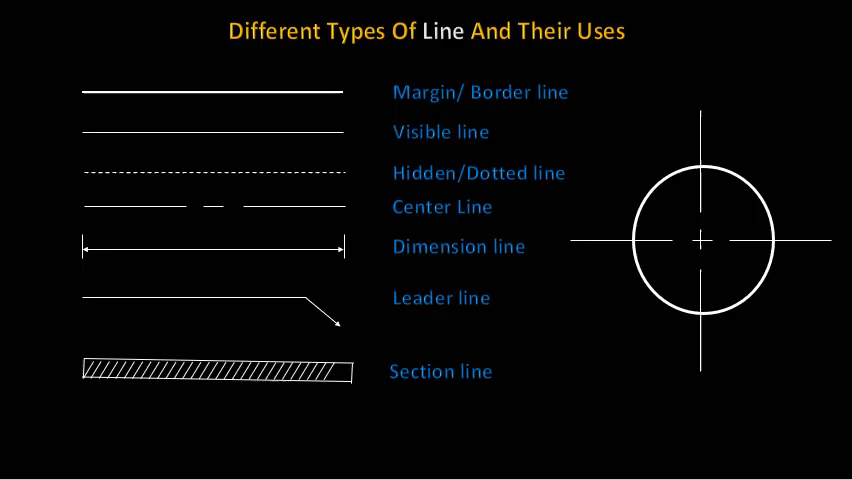 Different Types Of Line And Their Uses
Margin/ Border line
Visible line
Hidden/Dotted line
Center Line
Dimension line
Leader line
Section line